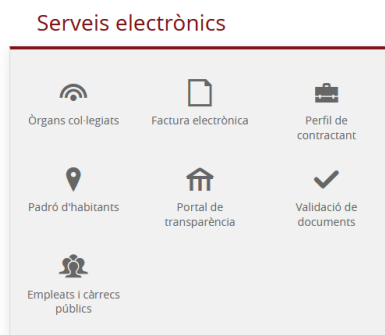 Serveis electrònics
Òrgans col·legiats
Factura electrònica
Perfil de
contractant
Padró d'habitants
Portal de
transparència
Validació de
documents
Empleats i càrrecs
públics